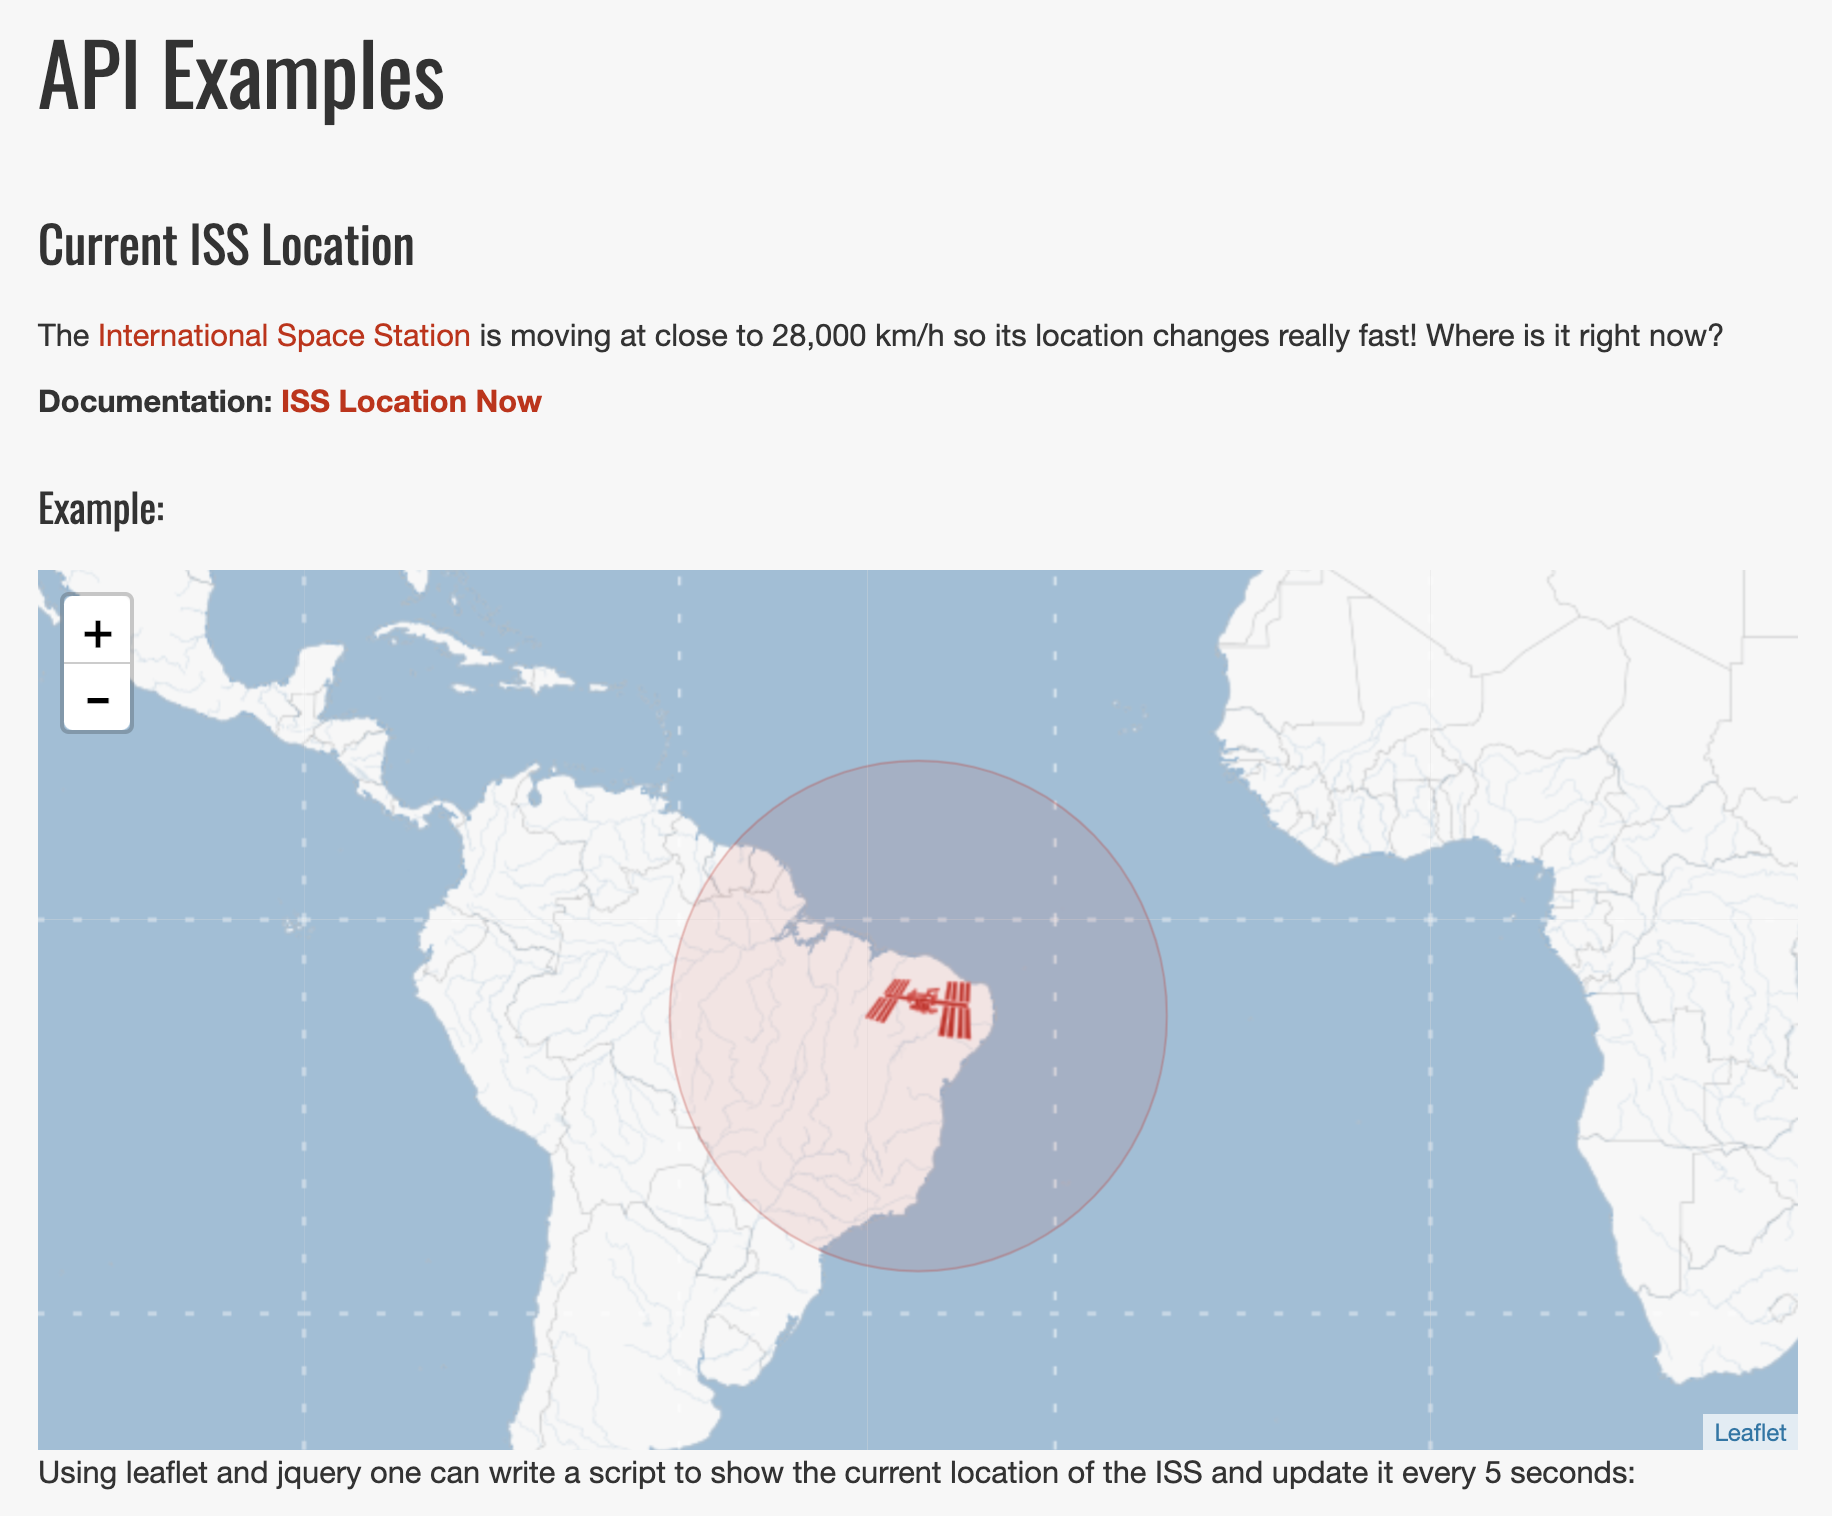 API Examples
Current ISS Location
The International Space Station is moving at close to 28,000 km/h so its location changes really fast! Where is it right now?
Documentation: ISS Location Now
Example:
+
−
Leaflet
Using leaflet and jquery one can write a script to show the current location of the ISS and update it every 5 seconds: